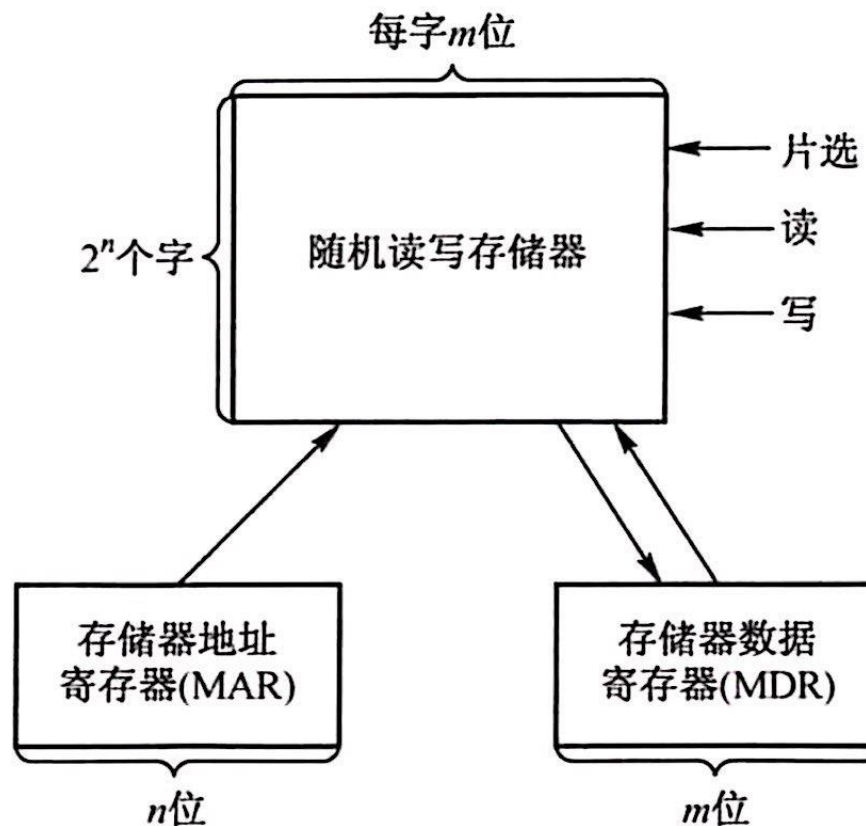 每字m位
片选
读
2ⁿ个字
随机读写存储器
写
存储器地址
寄存器(MAR)
存储器数据
寄存器(MDR)
n位
m位